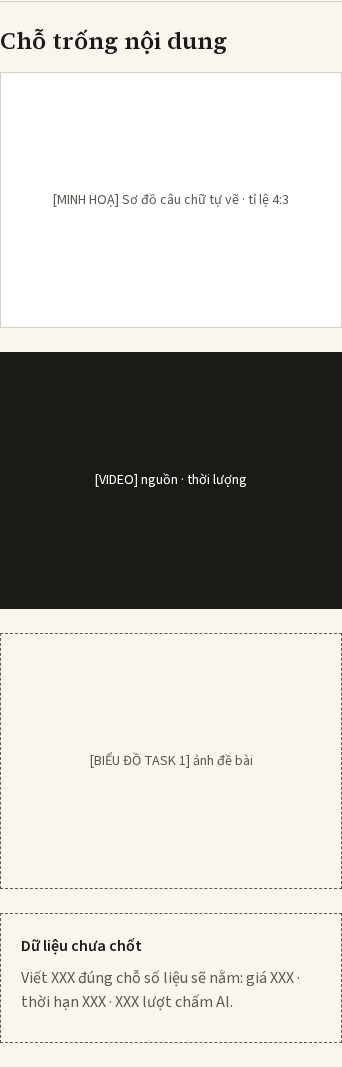 Chỗ trống nội dung
[MINH HOẠ] Sơ đồ câu chữ tự vẽ · tỉ lệ 4:3
[VIDEO] nguồn · thời lượng
[BIỂU ĐỒ TASK 1] ảnh đề bài
Dữ liệu chưa chốt
Viết XXX đúng chỗ số liệu sẽ nằm: giá XXX ·
thời hạn XXX · XXX lượt chấm AI.